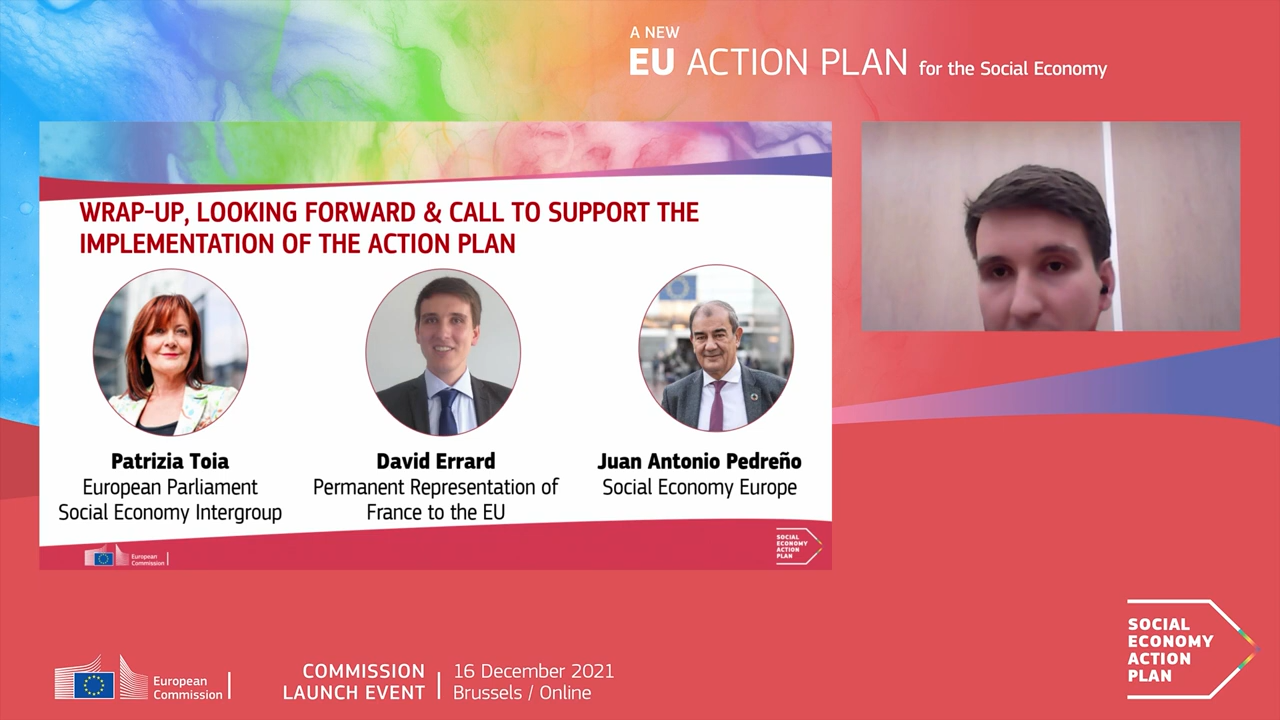 A NEW
EU ACTION PLAN for the Social Economy
WRAP-UP, LOOKING FORWARD & CALL TO SUPPORT THE
IMPLEMENTATION OF THE ACTION PLAN
Patrizia Toia
European Parliament
Social Economy Intergroup
David Errard
Permanent Representation of
France to the EU
Juan Antonio Pedreño
Social Economy Europe
European
Commission
SOCIAL
ECONOMY
ACTION
PLAN
European
Commission
COMMISSION
LAUNCH EVENT
16 December 2021
Brussels / Online
SOCIAL
ECONOMY
ACTION
PLAN